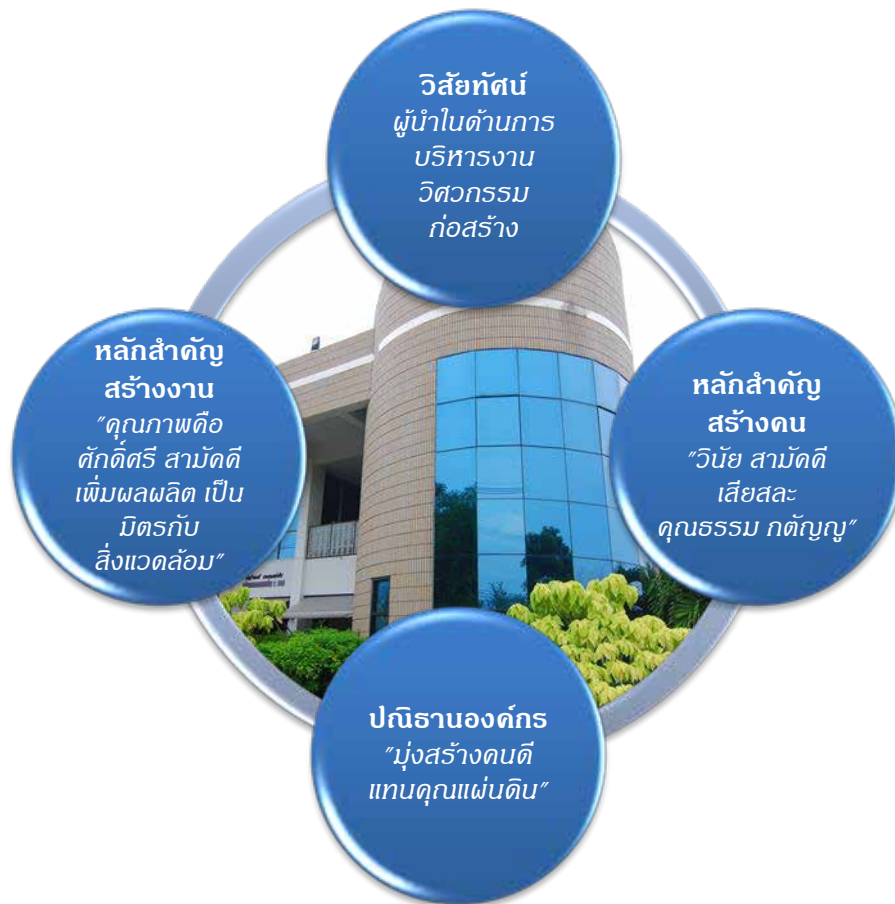 วิสัยทัศน์
ผู้นำในด้านการ
บริหารงาน
วิศวกรรม
ก่อสร้าง
หลักสำคัญ
สร้างงาน
"คุณภาพคือ
ศักดิ์ศรี สามัคคี
เพิ่มผลผลิต เป็น
มิตรกับ
สิ่งแวดล้อม"
หลักสำคัญ
สร้างคน
"วินัย สามัคคี
เสียสละ
คุณธรรม กตัญญู"
ปณิธานองค์กร
"มุ่งสร้างคนดี
แทนคุณแผ่นดิน"